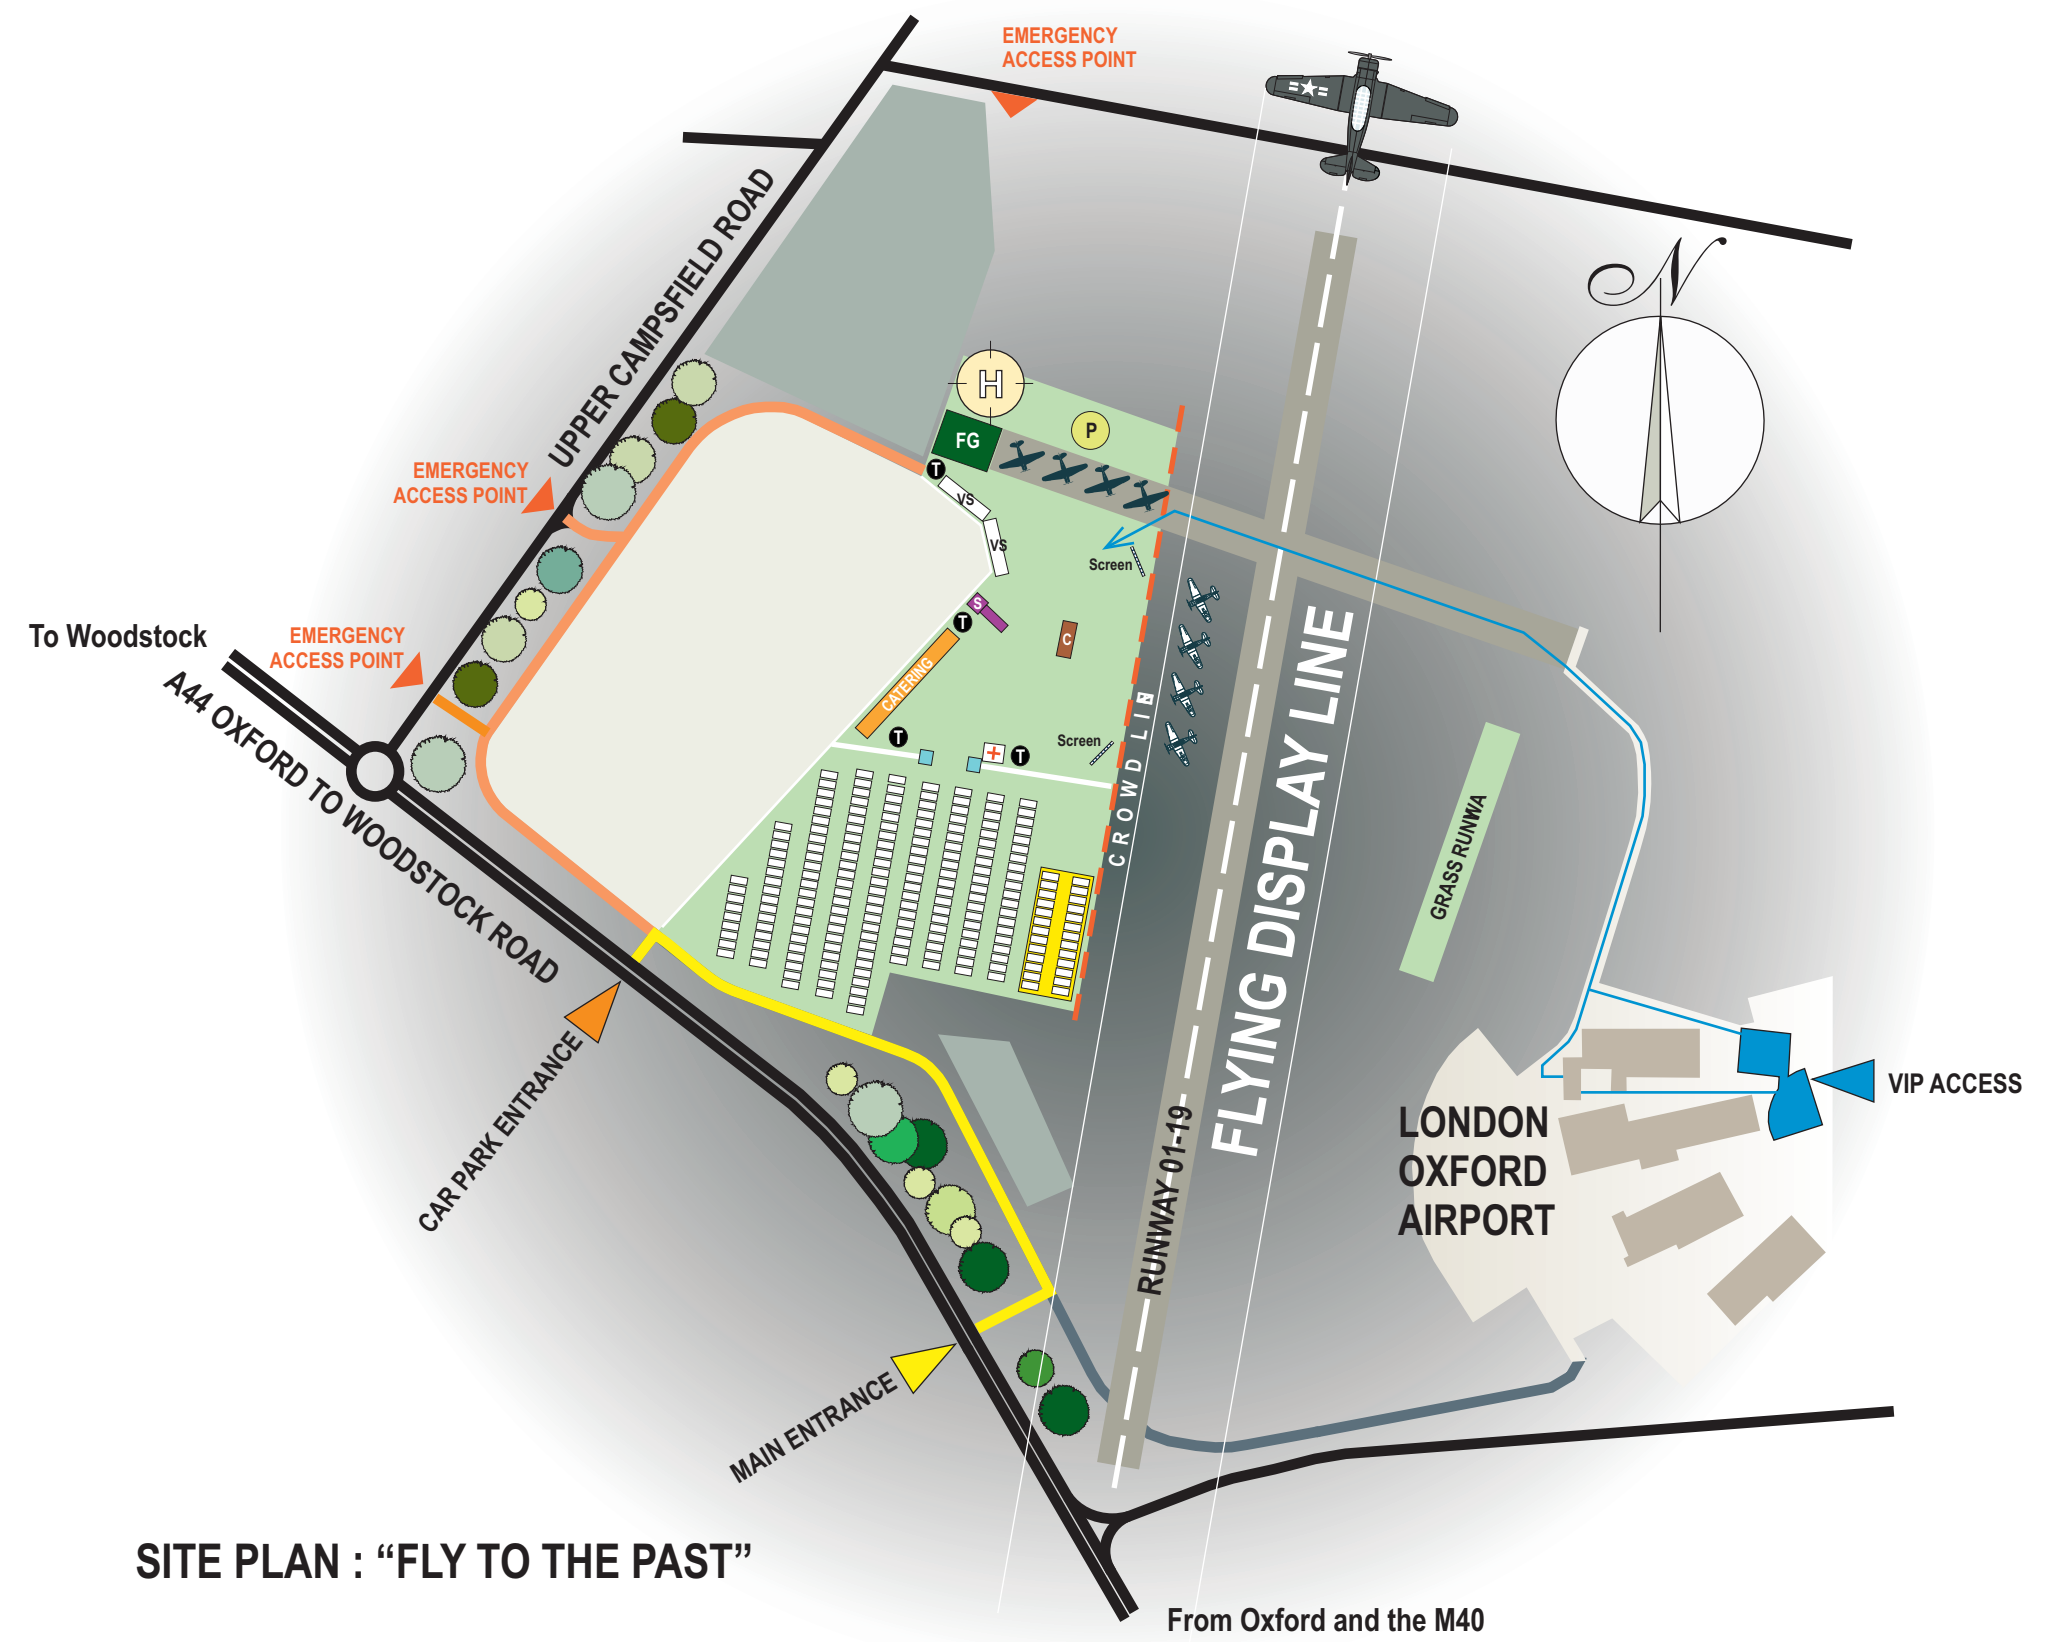 EMERGENCY
ACCESS POINT
N
UPPER CAMPSFIELD ROAD
H
P
FG
T
VS
VS
EMERGENCY
ACCESS POINT
Screen
S
T
C
To Woodstock
EMERGENCY
ACCESS POINT
CATERING
A44 OXFORD TO WOODSTOCK ROAD
T
T
Screen
CROWD LIN
FLYING DISPLAY LINE
GRASS RUNWA
CAR PARK ENTRANCE
VIP ACCESS
LONDON
OXFORD
AIRPORT
RUNWAY 01-19
MAIN ENTRANCE
SITE PLAN : “FLY TO THE PAST”
From Oxford and the M40